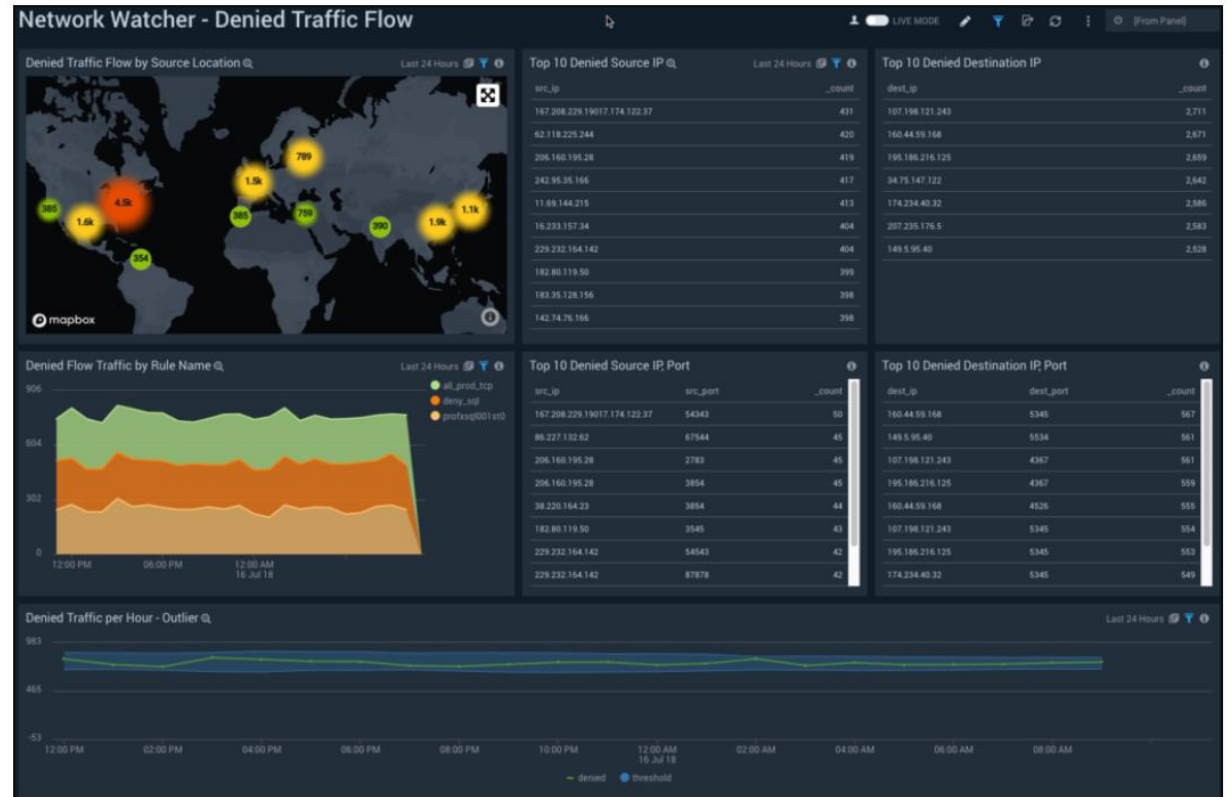 Network Watcher - Denied Traffic Flow
LIVE MODE
[From Panel]
Denied Traffic Flow by Source Location
Last 24 Hours
789
1.5k
4.5k
385
1.6k
385
759
390
1.9k
1.1k
354
mapbox
Top 10 Denied Source IP
Last 24 Hours
src_ip _count
167.208.229.19017.174.122.37 431
62.118.225.244 420
206.160.195.28 419
242.95.35.166 417
11.69.144.215 413
16.233.157.34 404
229.232.164.142 404
182.80.119.50 399
183.35.128.156 398
142.74.76.166 398
Top 10 Denied Destination IP
dest_ip _count
107.198.121.243 2,711
160.44.59.168 2,671
195.186.216.125 2,659
34.75.147.122 2,642
174.234.40.32 2,586
207.235.176.5 2,583
149.5.95.40 2,528
Denied Flow Traffic by Rule Name
Last 24 Hours
906
604
302
0
12:00 PM 06:00 PM 12:00 AM
16 Jul 18
all_prod_tcp
deny_sql
profxsql001st0
Top 10 Denied Source IP, Port
src_ip src_port _count
167.208.229.19017.174.122.37 54343 50
86.227.132.62 67544 45
206.160.195.28 2783 45
206.160.195.28 3854 45
38.220.164.23 3854 44
182.80.119.50 3545 43
229.232.164.142 54543 42
229.232.164.142 87878 42
Top 10 Denied Destination IP, Port
dest_ip dest_port _count
160.44.59.168 5345 567
149.5.95.40 5534 561
107.198.121.243 4367 561
195.186.216.125 4367 559
160.44.59.168 4526 555
107.198.121.243 5345 554
195.186.216.125 5345 553
174.234.40.32 5345 549
Denied Traffic per Hour - Outlier
Last 24 Hours
983
465
-53
12:00 PM 02:00 PM 04:00 PM 06:00 PM 08:00 PM 10:00 PM 12:00 AM 02:00 AM 04:00 AM 06:00 AM 08:00 AM
16 Jul 18
denied threshold